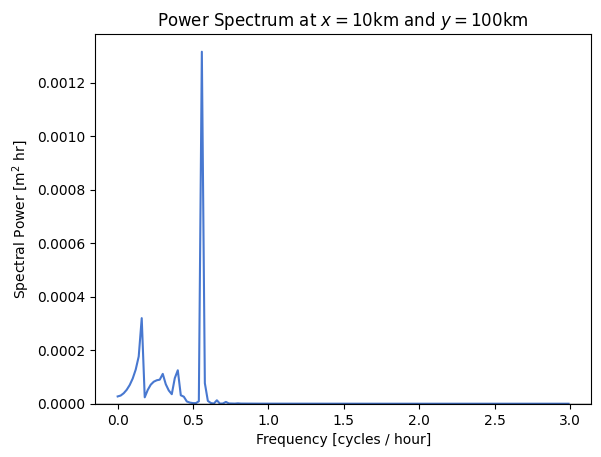 Power Spectrum at x = 10km and y = 100km
Spectral Power [m² hr]
0.0012
0.0010
0.0008
0.0006
0.0004
0.0002
0.0000
0.0 0.5 1.0 1.5 2.0 2.5 3.0
Frequency [cycles / hour]